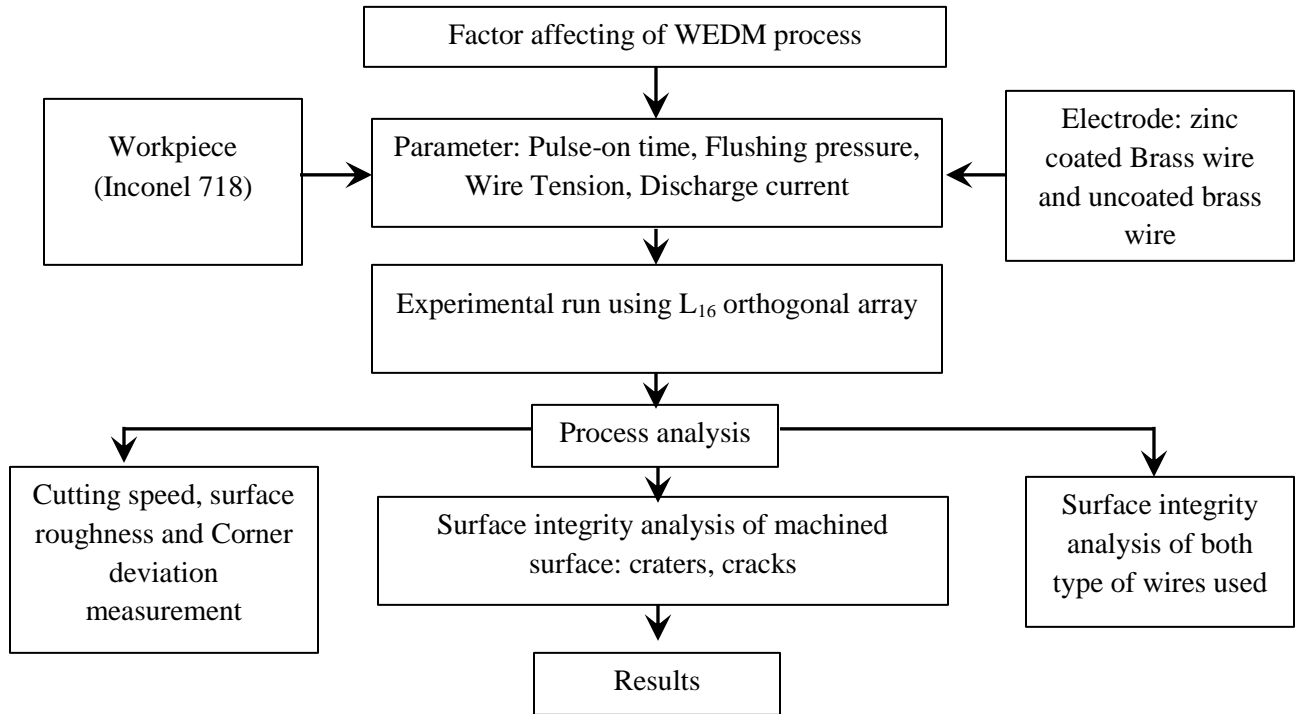 Factor affecting of WEDM process
Workpiece
(Inconel 718)
Parameter: Pulse-on time, Flushing pressure,
Wire Tension, Discharge current
Electrode: zinc
coated Brass wire
and uncoated brass
wire
Experimental run using L₁₆ orthogonal array
Process analysis
Cutting speed, surface
roughness and Corner
deviation
measurement
Surface integrity analysis of machined
surface: craters, cracks
Surface integrity
analysis of both
type of wires used
Results